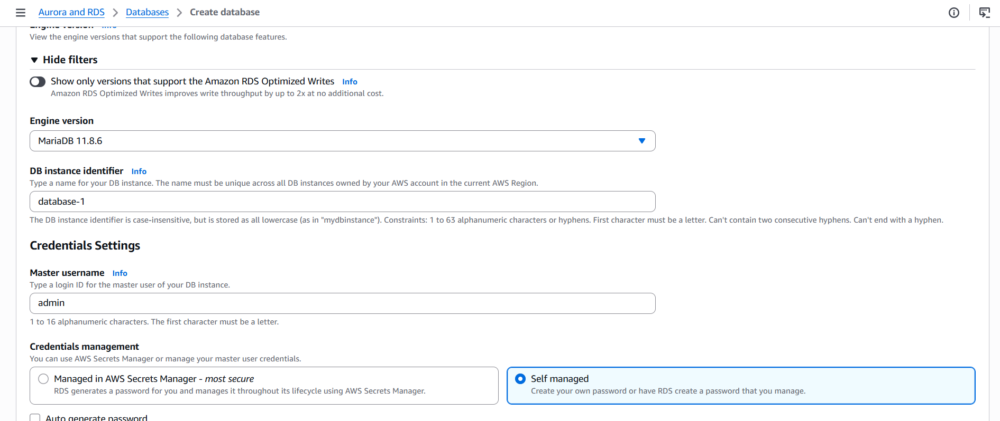 Aurora and RDS > Databases > Create database
Engine version Info
View the engine versions that support the following database features.
Hide filters
Show only versions that support the Amazon RDS Optimized Writes Info
Amazon RDS Optimized Writes improves write throughput by up to 2x at no additional cost.
Engine version
MariaDB 11.8.6
DB instance identifier Info
Type a name for your DB instance. The name must be unique across all DB instances owned by your AWS account in the current AWS Region.
database-1
The DB instance identifier is case-insensitive, but is stored as all lowercase (as in "mydbinstance"). Constraints: 1 to 63 alphanumeric characters or hyphens. First character must be a letter. Can't contain two consecutive hyphens. Can't end with a hyphen.
Credentials Settings
Master username Info
Type a login ID for the master user of your DB instance.
admin
1 to 16 alphanumeric characters. The first character must be a letter.
Credentials management
You can use AWS Secrets Manager or manage your master user credentials.
Managed in AWS Secrets Manager - most secure
RDS generates a password for you and manages it throughout its lifecycle using AWS Secrets Manager.
Self managed
Create your own password or have RDS create a password that you manage.
Auto generate password